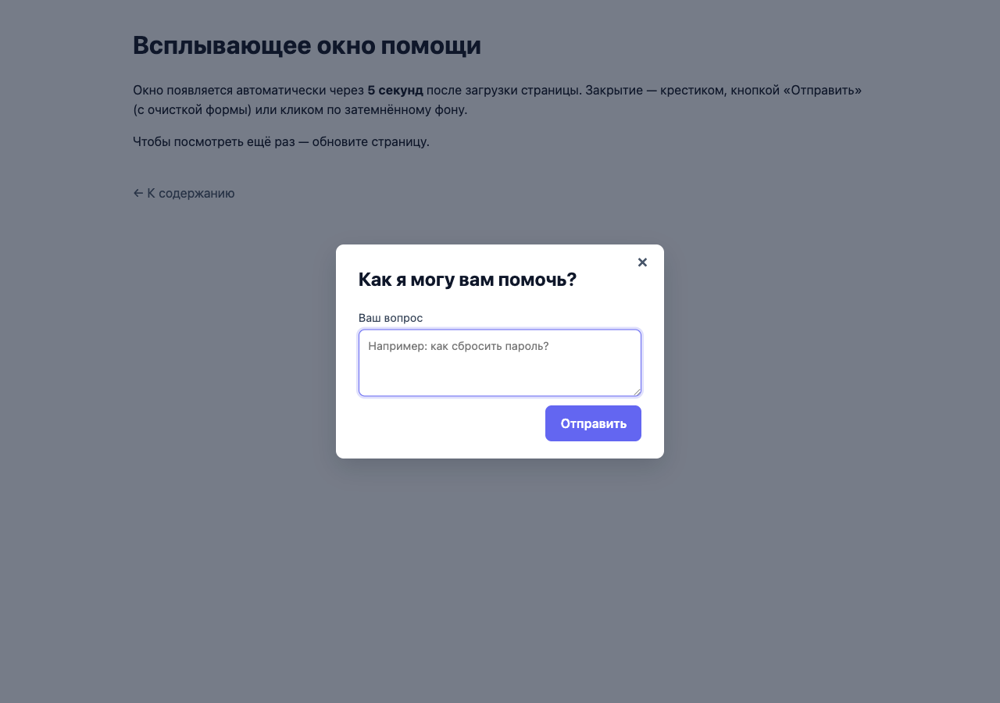 Всплывающее окно помощи
Окно появляется автоматически через 5 секунд после загрузки страницы. Закрытие — крестиком, кнопкой «Отправить»
(с очисткой формы) или кликом по затемнённому фону.
Чтобы посмотреть ещё раз — обновите страницу.
← К содержанию
×
Как я могу вам помочь?
Ваш вопрос
Например: как сбросить пароль?
Отправить